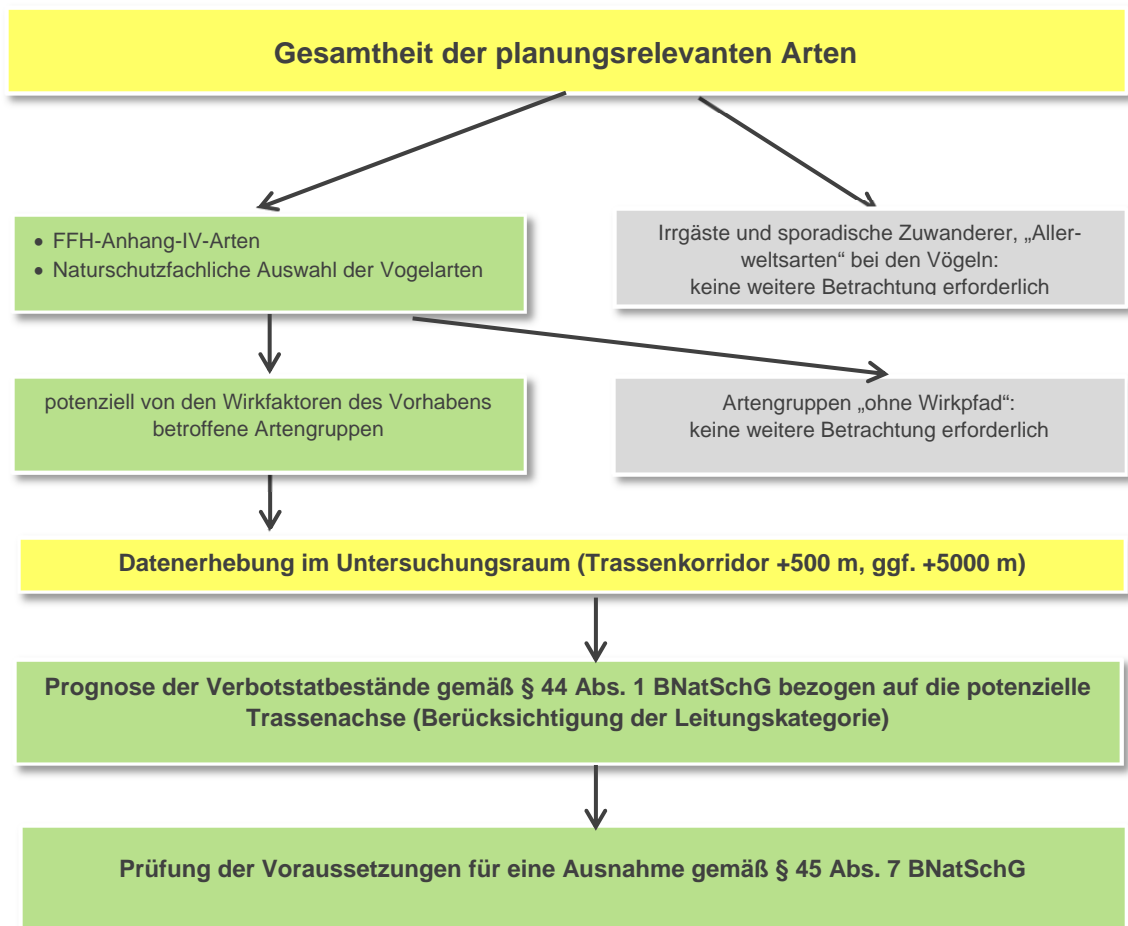 Gesamtheit der planungsrelevanten Arten
• FFH-Anhang-IV-Arten
• Naturschutzfachliche Auswahl der Vogelarten
Irrgäste und sporadische Zuwanderer, „Aller-
weltsarten“ bei den Vögeln:
keine weitere Betrachtung erforderlich
potenziell von den Wirkfaktoren des Vorhabens
betroffene Artengruppen
Artengruppen „ohne Wirkpfad“:
keine weitere Betrachtung erforderlich
Datenerhebung im Untersuchungsraum (Trassenkorridor +500 m, ggf. +5000 m)
Prognose der Verbotstatbestände gemäß § 44 Abs. 1 BNatSchG bezogen auf die potenzielle
Trassenachse (Berücksichtigung der Leitungskategorie)
Prüfung der Voraussetzungen für eine Ausnahme gemäß § 45 Abs. 7 BNatSchG